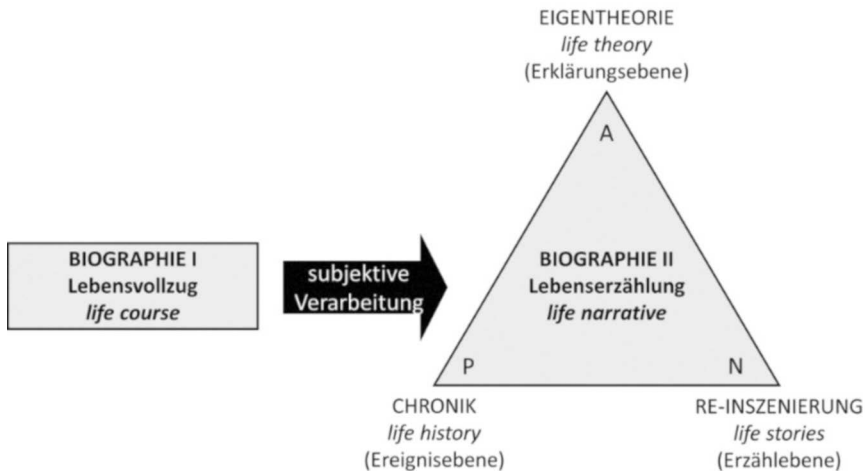 EIGENTHEORIE
life theory
(Erklärungsebene)
A
BIOGRAPHIE I
Lebensvollzug
life course
subjektive
Verarbeitung
BIOGRAPHIE II
Lebenserzählung
life narrative
P
N
CHRONIK
life history
(Ereignisebene)
RE-INSZENIERUNG
life stories
(Erzählebene)